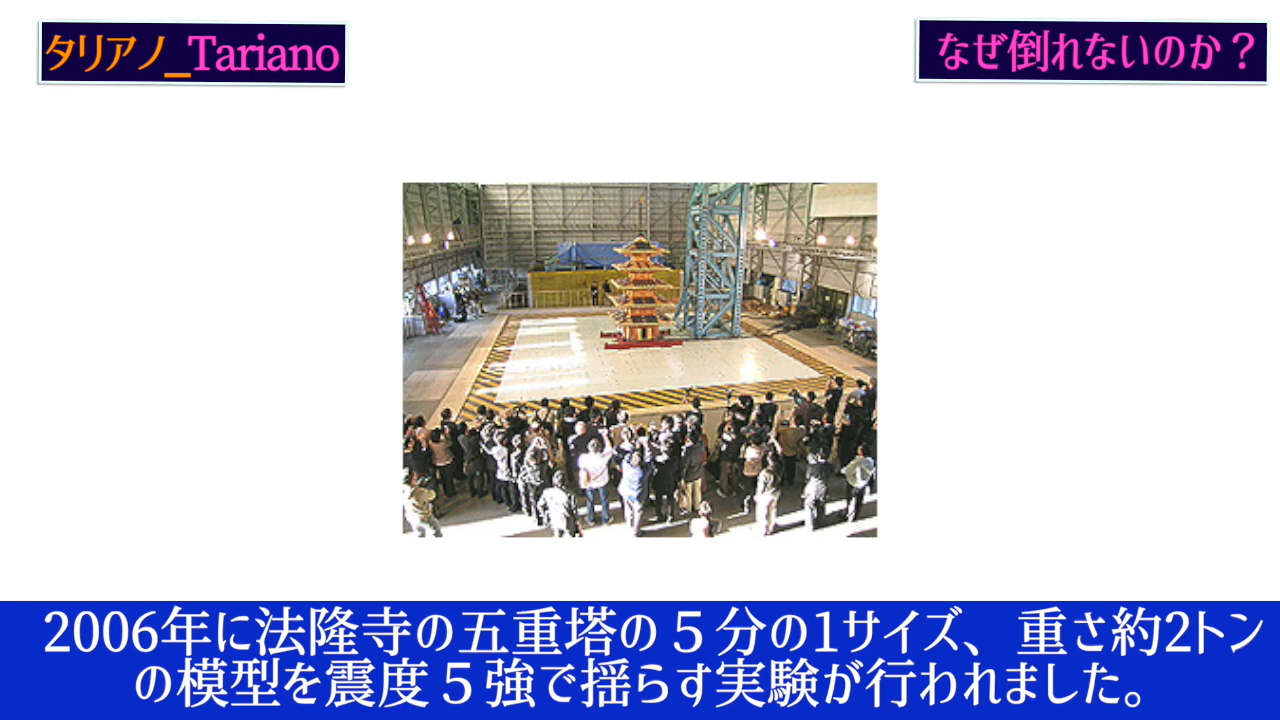 タリアノ_Tariano
なぜ倒れないのか？
2006年に法隆寺の五重塔の５分の1サイズ、重さ約2トン
の模型を震度５強で揺らす実験が行われました。